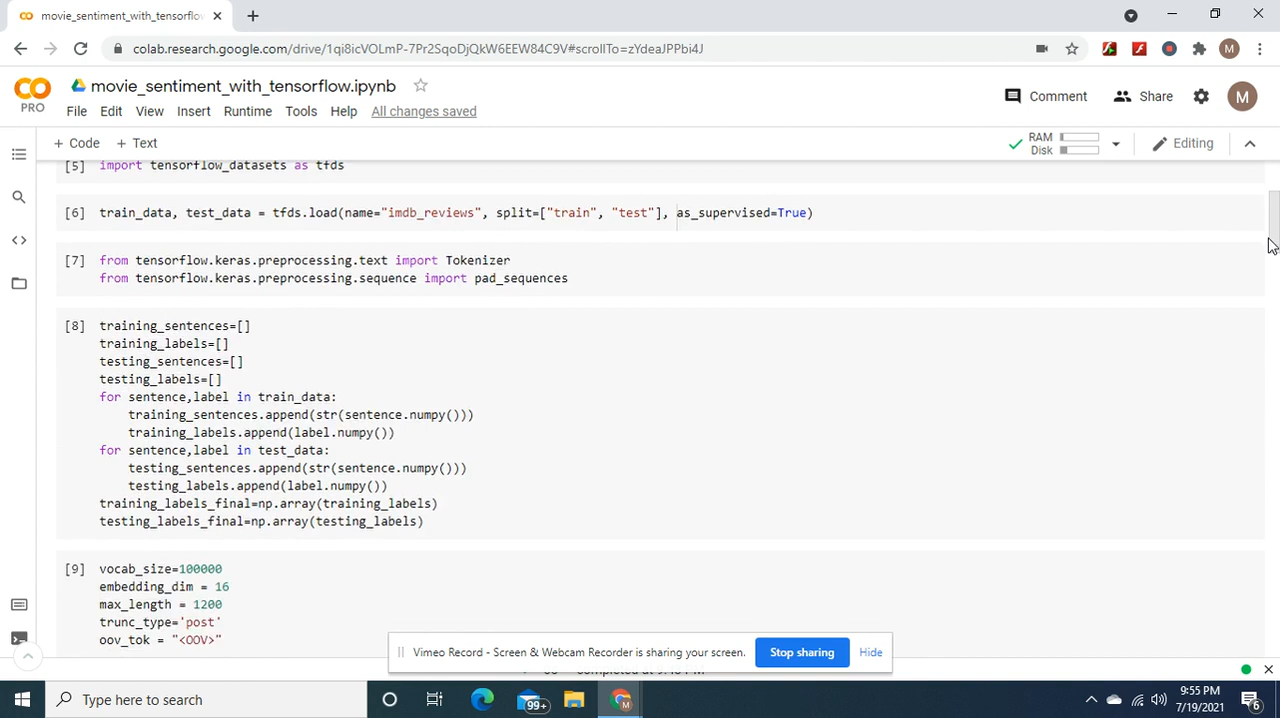 movie_sentiment_with_tensorflow
colab.research.google.com/drive/1qi8icVOLmP-7Pr2SqoDjQkW6EEW84C9V#scrollTo=zYdeaJPPbi4J
M
CO
PRO
movie_sentiment_with_tensorflow.ipynb
Comment
Share
M
File Edit View Insert Runtime Tools Help All changes saved
+ Code + Text
RAM
Disk
Editing
[5] import tensorflow_datasets as tfds
[6] train_data, test_data = tfds.load(name="imdb_reviews", split=["train", "test"], as_supervised=True)
[7] from tensorflow.keras.preprocessing.text import Tokenizer
from tensorflow.keras.preprocessing.sequence import pad_sequences
[8] training_sentences=[]
training_labels=[]
testing_sentences=[]
testing_labels=[]
for sentence,label in train_data:
training_sentences.append(str(sentence.numpy()))
training_labels.append(label.numpy())
for sentence,label in test_data:
testing_sentences.append(str(sentence.numpy()))
testing_labels.append(label.numpy())
training_labels_final=np.array(training_labels)
testing_labels_final=np.array(testing_labels)
[9] vocab_size=100000
embedding_dim = 16
max_length = 1200
trunc_type='post'
oov_tok = "<OOV>"
Vimeo Record - Screen & Webcam Recorder is sharing your screen.
Stop sharing
Hide
Type here to search
99+
M
9:55 PM
7/19/2021
6